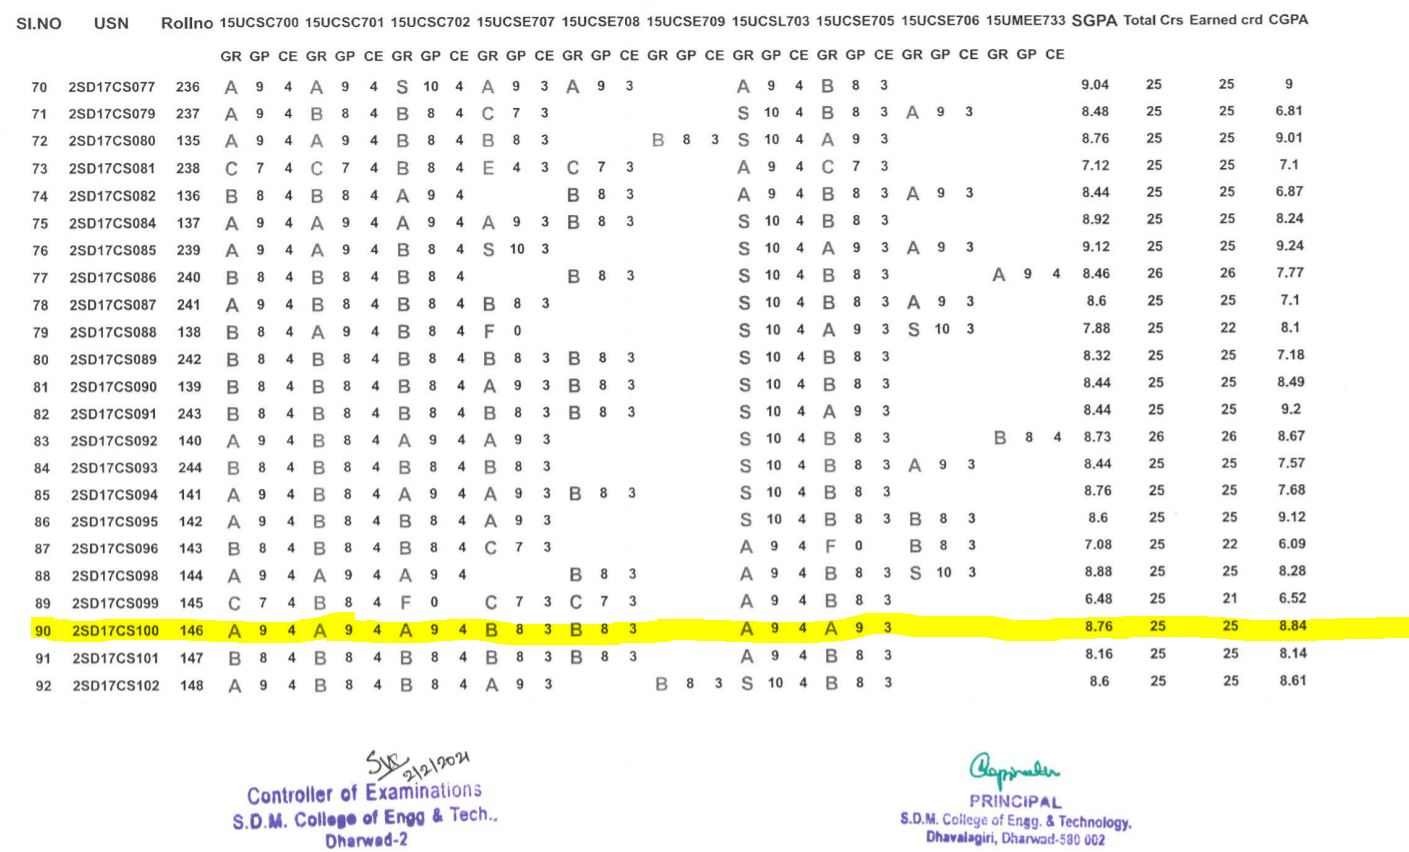 SI.NO USN Rollno 15UCSC700 15UCSC701 15UCSC702 15UCSE707 15UCSE708 15UCSE709 15UCSL703 15UCSE705 15UCSE706 15UMEE733 SGPA Total Crs Earned crd CGPA
GR GP CE GR GP CE GR GP CE GR GP CE GR GP CE GR GP CE GR GP CE GR GP CE GR GP CE GR GP CE
70 2SD17CS077 236 A 9 4 A 9 4 S 10 4 A 9 3 A 9 3 A 9 4 B 8 3 9.04 25 25 9
71 2SD17CS079 237 A 9 4 B 8 4 B 8 4 C 7 3 S 10 4 B 8 3 A 9 3 8.48 25 25 6.81
72 2SD17CS080 135 A 9 4 A 9 4 B 8 4 B 8 3 B 8 3 S 10 4 A 9 3 8.76 25 25 9.01
73 2SD17CS081 238 C 7 4 C 7 4 B 8 4 E 4 3 C 7 3 A 9 4 C 7 3 7.12 25 25 7.1
74 2SD17CS082 136 B 8 4 B 8 4 A 9 4 B 8 3 A 9 4 B 8 3 A 9 3 8.44 25 25 6.87
75 2SD17CS084 137 A 9 4 A 9 4 A 9 4 A 9 3 B 8 3 S 10 4 B 8 3 8.92 25 25 8.24
76 2SD17CS085 239 A 9 4 A 9 4 B 8 4 S 10 3 S 10 4 A 9 3 A 9 3 9.12 25 25 9.24
77 2SD17CS086 240 B 8 4 B 8 4 B 8 4 B 8 3 S 10 4 B 8 3 A 9 4 8.46 26 26 7.77
78 2SD17CS087 241 A 9 4 B 8 4 B 8 4 B 8 3 S 10 4 B 8 3 A 9 3 8.6 25 25 7.1
79 2SD17CS088 138 B 8 4 A 9 4 B 8 4 F 0 S 10 4 A 9 3 S 10 3 7.88 25 22 8.1
80 2SD17CS089 242 B 8 4 B 8 4 B 8 4 B 8 3 B 8 3 S 10 4 B 8 3 8.32 25 25 7.18
81 2SD17CS090 139 B 8 4 B 8 4 B 8 4 A 9 3 B 8 3 S 10 4 B 8 3 8.44 25 25 8.49
82 2SD17CS091 243 B 8 4 B 8 4 B 8 4 B 8 3 B 8 3 S 10 4 A 9 3 8.44 25 25 9.2
83 2SD17CS092 140 A 9 4 B 8 4 A 9 4 A 9 3 S 10 4 B 8 3 B 8 4 8.73 26 26 8.67
84 2SD17CS093 244 B 8 4 B 8 4 B 8 4 B 8 3 S 10 4 B 8 3 A 9 3 8.44 25 25 7.57
85 2SD17CS094 141 A 9 4 B 8 4 A 9 4 A 9 3 B 8 3 S 10 4 B 8 3 8.76 25 25 7.68
86 2SD17CS095 142 A 9 4 B 8 4 B 8 4 A 9 3 S 10 4 B 8 3 B 8 3 8.6 25 25 9.12
87 2SD17CS096 143 B 8 4 B 8 4 B 8 4 C 7 3 A 9 4 F 0 B 8 3 7.08 25 22 6.09
88 2SD17CS098 144 A 9 4 A 9 4 A 9 4 B 8 3 A 9 4 B 8 3 S 10 3 8.88 25 25 8.28
89 2SD17CS099 145 C 7 4 B 8 4 F 0 C 7 3 C 7 3 A 9 4 B 8 3 6.48 25 21 6.52
90 2SD17CS100 146 A 9 4 A 9 4 A 9 4 B 8 3 B 8 3 A 9 4 A 9 3 8.76 25 25 8.84
91 2SD17CS101 147 B 8 4 B 8 4 B 8 4 B 8 3 B 8 3 A 9 4 B 8 3 8.16 25 25 8.14
92 2SD17CS102 148 A 9 4 B 8 4 B 8 4 A 9 3 B 8 3 S 10 4 B 8 3 8.6 25 25 8.61
2/2/2021
Controller of Examinations
S.D.M. College of Engg & Tech.,
Dharwad-2
PRINCIPAL
S.D.M. College of Engg. & Technology,
Dhavalagiri, Dharwad-580 002